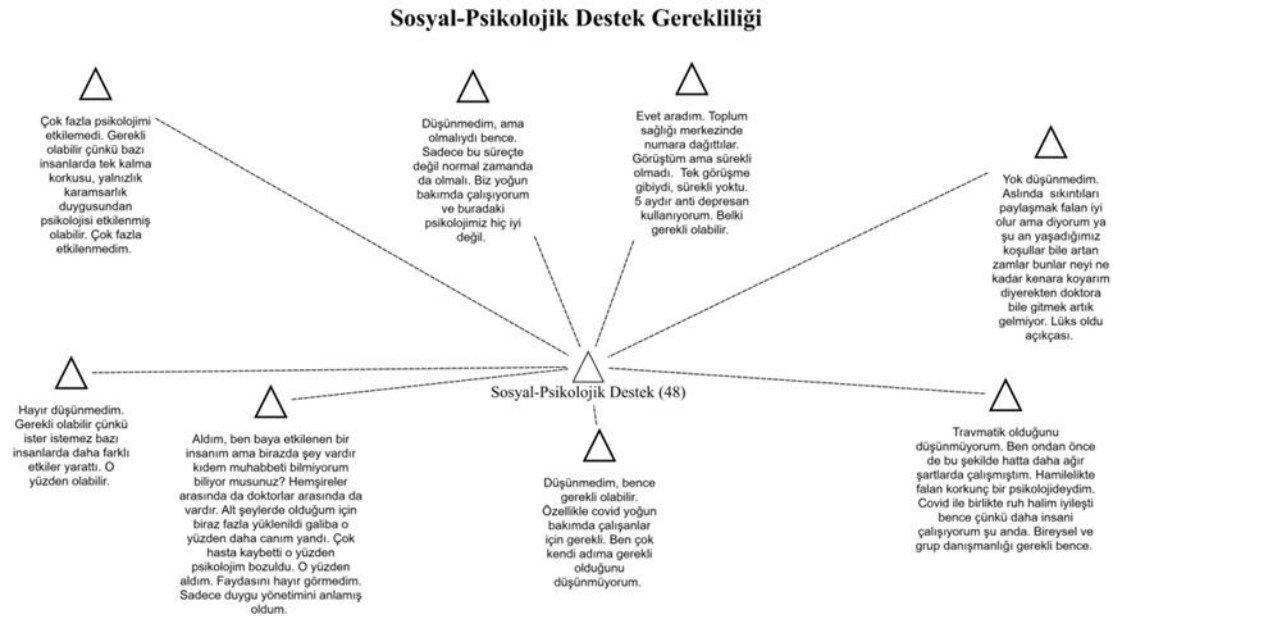 Sosyal-Psikolojik Destek Gerekliliği
Çok fazla psikolojimi
etkilemedi. Gerekli
olabilir çünkü bazı
insanlarda tek kalma
korkusu, yalnızlık
karamsarlık
duygusundan
psikolojisi etkilenmiş
olabilir. Çok fazla
etkilenmedim.
Düşünmedim, ama
olmalıydı bence.
Sadece bu süreçte
değil normal zamanda
da olmalı. Biz yoğun
bakımda çalışıyorum
ve buradaki
psikolojimiz hiç iyi
değil.
Evet aradım. Toplum
sağlığı merkezinde
numara dağıttılar.
Görüştüm ama sürekli
olmadı. Tek görüşme
gibiydi, sürekli yoktu.
5 aydır anti depresan
kullanıyorum. Belki
gerekli olabilir.
Yok düşünmedim.
Aslında sıkıntıları
paylaşmak falan iyi
olur ama diyorum ya
şu an yaşadığımız
koşullar bile artan
zamlar bunlar neyi ne
kadar kenara koyarım
diyerekten doktora
bile gitmek artık
gelmiyor. Lüks oldu
açıkçası.
Sosyal-Psikolojik Destek (48)
Hayır düşünmedim.
Gerekli olabilir çünkü
ister istemez bazı
insanlarda daha farklı
etkiler yarattı. O
yüzden olabilir.
Aldım, ben baya etkilenen bir
insanım ama birazda şey vardır
kıdem muhabbeti bilmiyorum
biliyor musunuz? Hemşireler
arasında da doktorlar arasında da
vardır. Alt şeylerde olduğum için
biraz fazla yüklenildi galiba o
yüzden daha canım yandı. Çok
hasta kaybetti o yüzden
psikolojim bozuldu. O yüzden
aldım. Faydasını hayır görmedim.
Sadece duygu yönetimini anlamış
oldum.
Düşünmedim, bence
gerekli olabilir.
Özellikle covid yoğun
bakımda çalışanlar
için gerekli. Ben çok
kendi adıma gerekli
olduğunu
düşünmüyorum.
Travmatik olduğunu
düşünmüyorum. Ben ondan önce
de bu şekilde hatta daha ağır
şartlarda çalışmıştım. Hamilelikte
falan korkunç bir psikolojideydim.
Covid ile birlikte ruh halim iyileşti
bence çünkü daha insani
çalışıyorum şu anda. Bireysel ve
grup danışmanlığı gerekli bence.